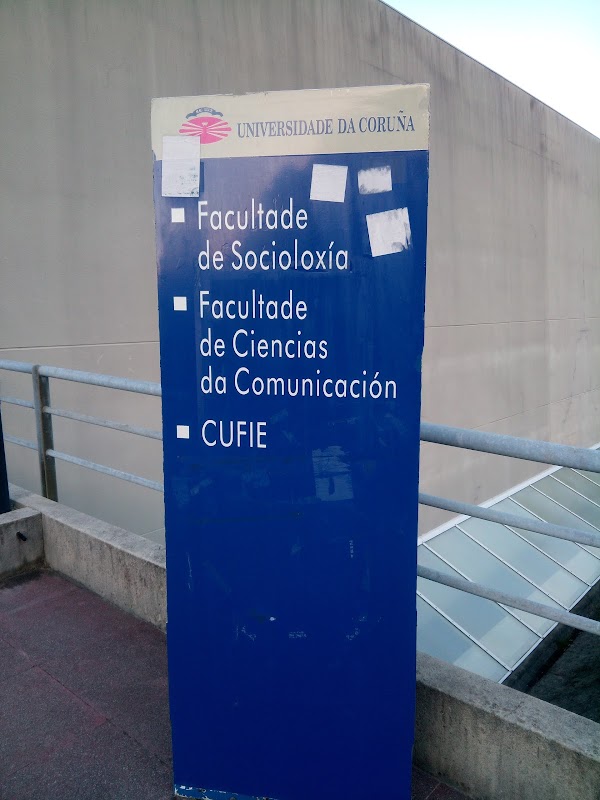 UNIVERSIDADE DA CORUÑA
Facultade
de Socioloxía
Facultade
de Ciencias
da Comunicación
CUFIE